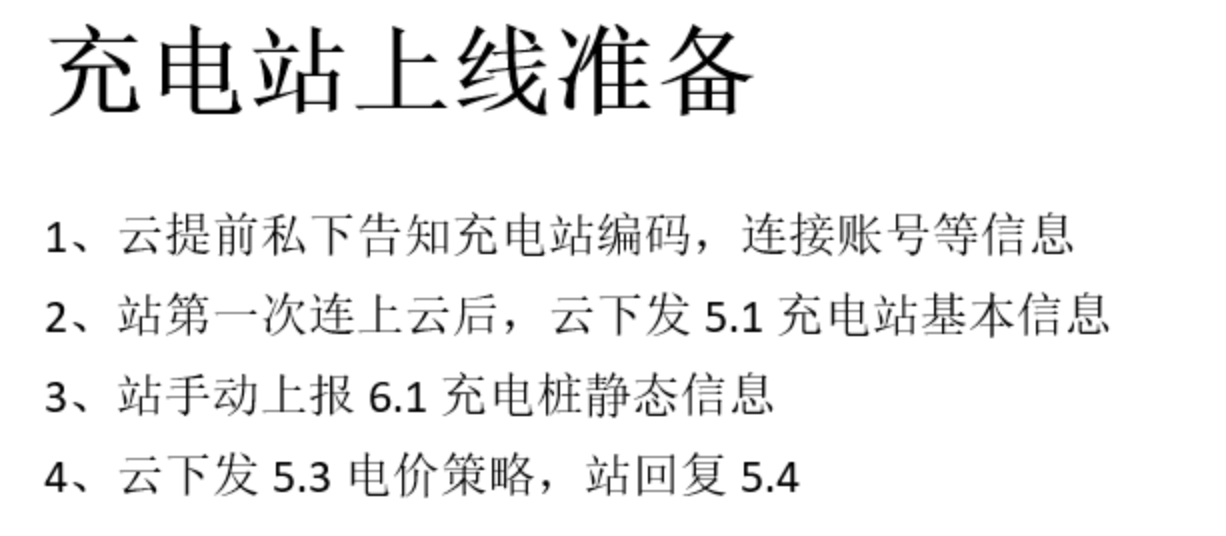 充电站上线准备
1、云提前私下告知充电站编码，连接账号等信息
2、站第一次连上云后，云下发 5.1 充电站基本信息
3、站手动上报 6.1 充电桩静态信息
4、云下发 5.3 电价策略，站回复 5.4